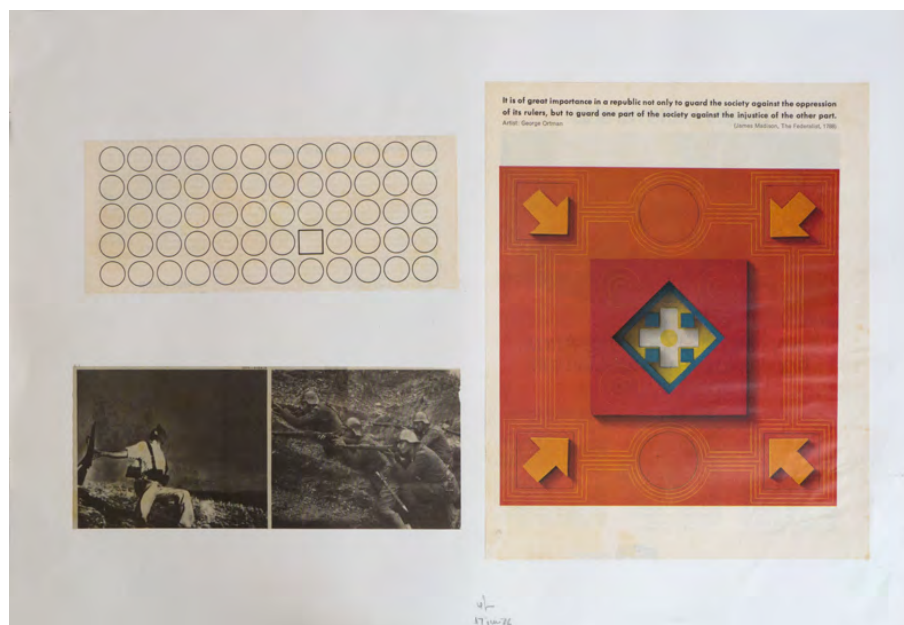 It is of great importance in a republic not only to guard the society against the oppression
of its rulers, but to guard one part of the society against the injustice of the other part.
Artist: George Ortman
(James Madison, The Federalist, 1788)